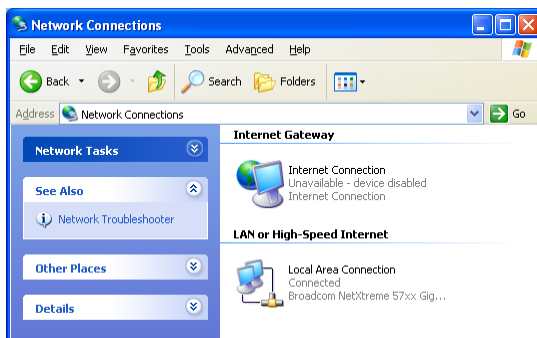 Network Connections
File Edit View Favorites Tools Advanced Help
Back Search Folders
Address Network Connections Go
Network Tasks
See Also
Network Troubleshooter
Other Places
Details
Internet Gateway
Internet Connection
Unavailable - device disabled
Internet Connection
LAN or High-Speed Internet
Local Area Connection
Connected
Broadcom NetXtreme 57xx Gig...